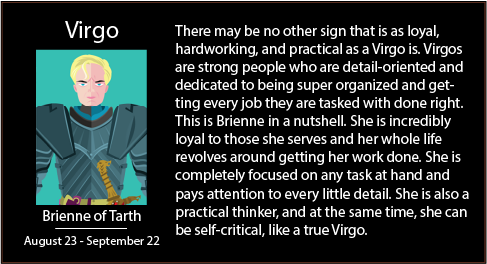 Virgo
Brienne of Tarth
August 23 - September 22
There may be no other sign that is as loyal,
hardworking, and practical as a Virgo is. Virgos
are strong people who are detail-oriented and
dedicated to being super organized and get-
ting every job they are tasked with done right.
This is Brienne in a nutshell. She is incredibly
loyal to those she serves and her whole life
revolves around getting her work done. She is
completely focused on any task at hand and
pays attention to every little detail. She is also a
practical thinker, and at the same time, she can
be self-critical, like a true Virgo.